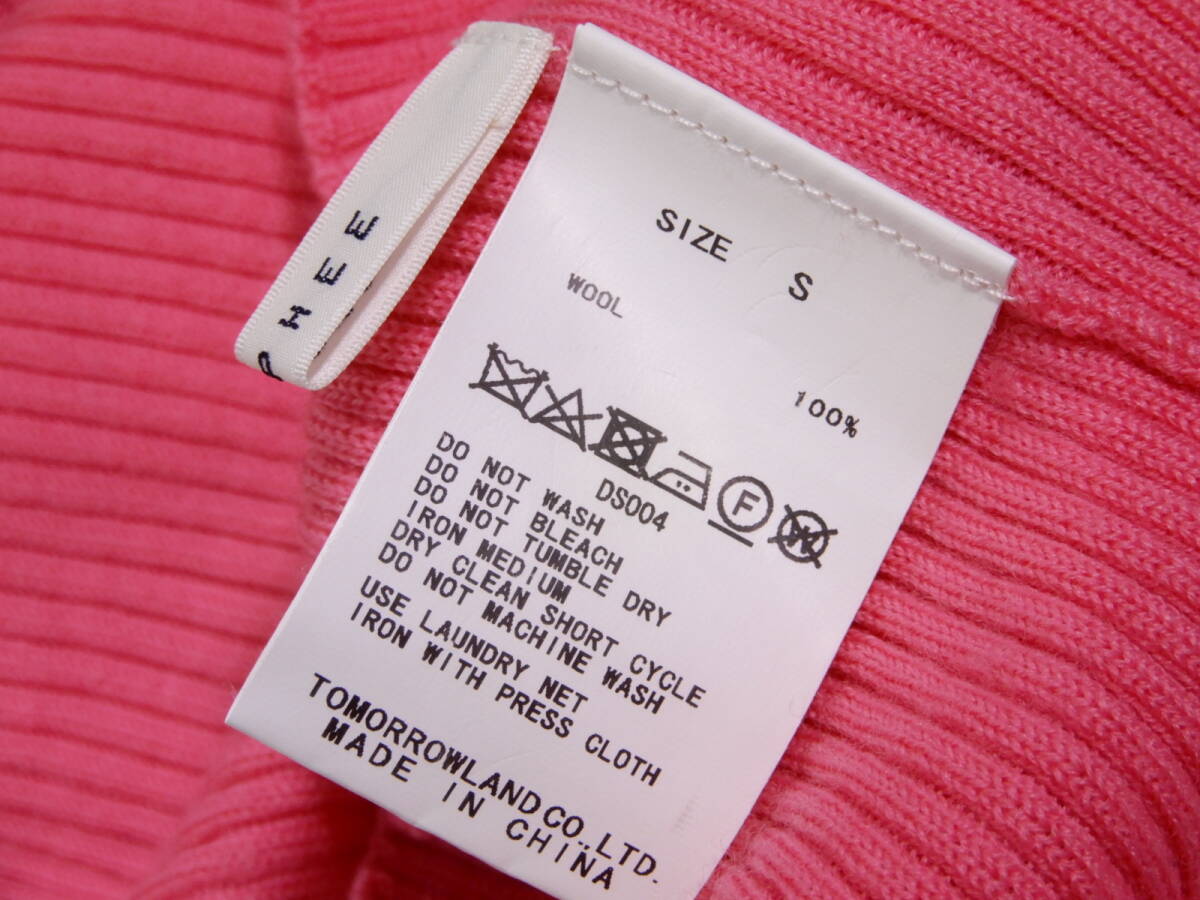 PHEE
SIZE S
WOOL 100%
F W
DS004
DO NOT WASH
DO NOT BLEACH
DO NOT TUMBLE DRY
IRON MEDIUM
DRY CLEAN SHORT CYCLE
DO NOT MACHINE WASH
USE LAUNDRY NET
IRON WITH PRESS CLOTH
TOMORROWLAND CO., LTD.
MADE IN CHINA